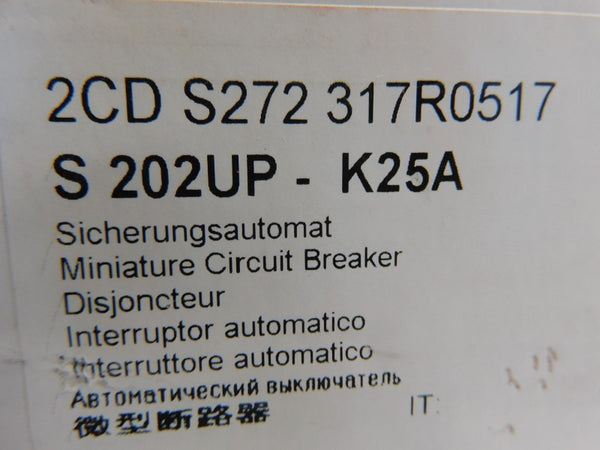 2CD S272 317R0517
S 202UP - K25A
Sicherungsautomat
Miniature Circuit Breaker
Disjoncteur
Interruptor automatico
Interruttore automatico
Автоматический выключатель
微型断路器
IT: